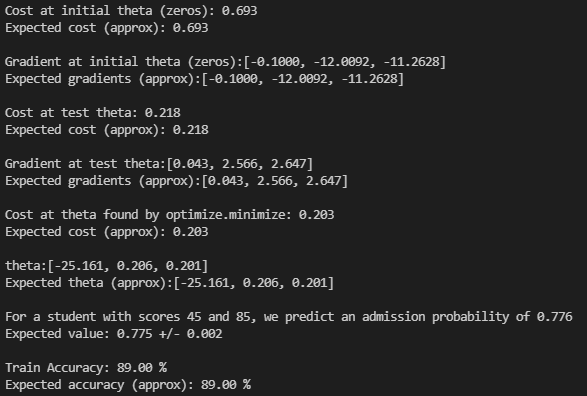 Cost at initial theta (zeros): 0.693
Expected cost (approx): 0.693
Gradient at initial theta (zeros):[-0.1000, -12.0092, -11.2628]
Expected gradients (approx):[-0.1000, -12.0092, -11.2628]
Cost at test theta: 0.218
Expected cost (approx): 0.218
Gradient at test theta:[0.043, 2.566, 2.647]
Expected gradients (approx):[0.043, 2.566, 2.647]
Cost at theta found by optimize.minimize: 0.203
Expected cost (approx): 0.203
theta:[-25.161, 0.206, 0.201]
Expected theta (approx):[-25.161, 0.206, 0.201]
For a student with scores 45 and 85, we predict an admission probability of 0.776
Expected value: 0.775 +/- 0.002
Train Accuracy: 89.00 %
Expected accuracy (approx): 89.00 %